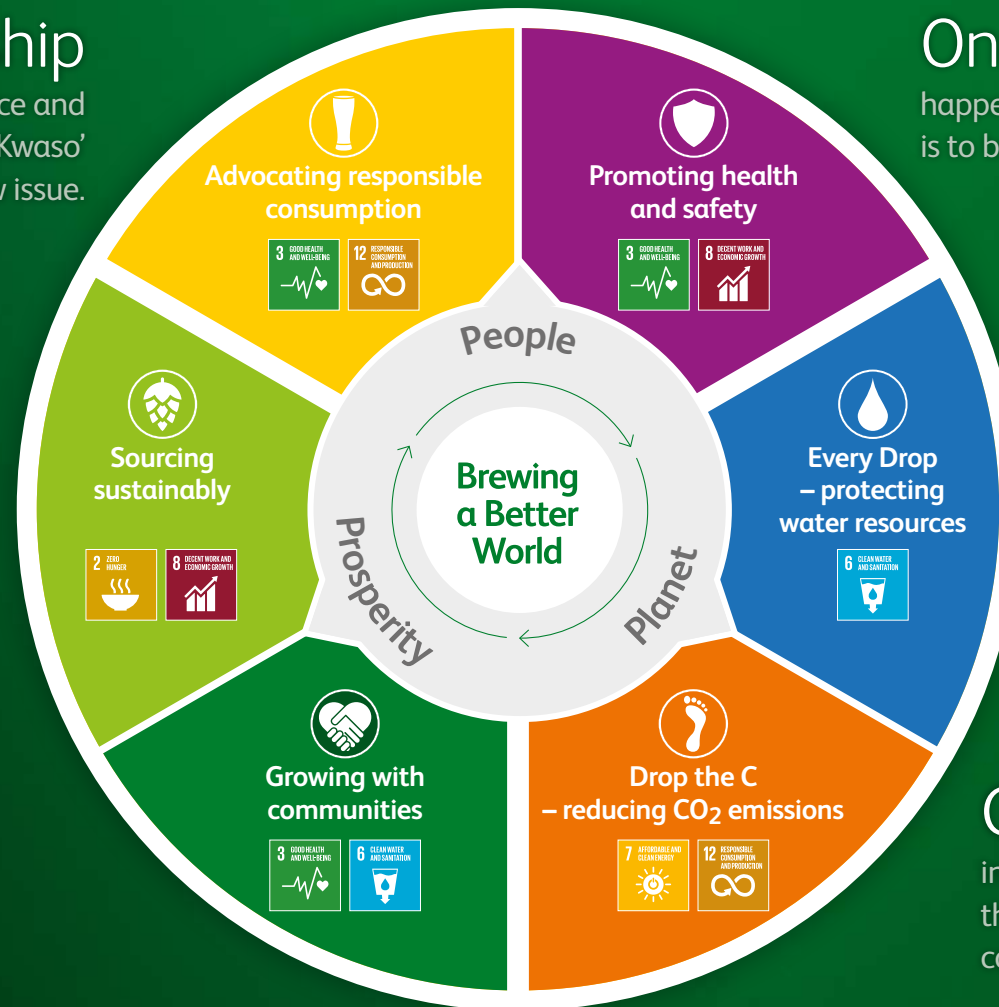 hip
ce and
Kwaso’
w issue.
On
happe
is to b
Advocating responsible
consumption
3 GOOD HEALTH
AND WELL-BEING
12 RESPONSIBLE
CONSUMPTION
AND PRODUCTION
Promoting health
and safety
3 GOOD HEALTH
AND WELL-BEING
8 DECENT WORK AND
ECONOMIC GROWTH
People
Sourcing
sustainably
2 ZERO
HUNGER
8 DECENT WORK AND
ECONOMIC GROWTH
Brewing
a Better
World
Every Drop
– protecting
water resources
6 CLEAN WATER
AND SANITATION
Prosperity
Planet
Growing with
communities
3 GOOD HEALTH
AND WELL-BEING
6 CLEAN WATER
AND SANITATION
Drop the C
– reducing CO2 emissions
7 AFFORDABLE AND
CLEAN ENERGY
12 RESPONSIBLE
CONSUMPTION
AND PRODUCTION
in
th
co